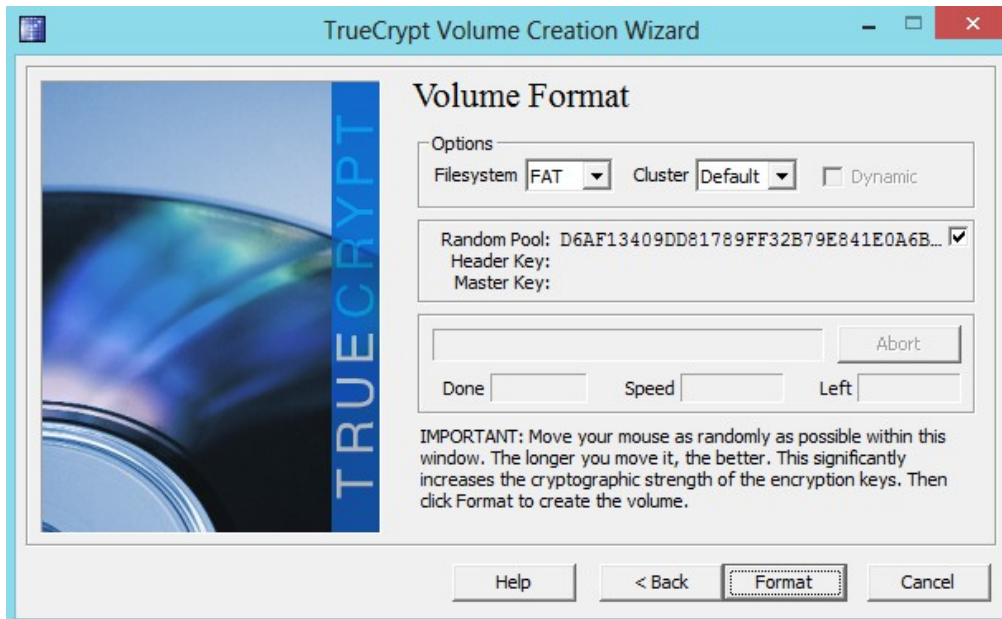 TrueCrypt Volume Creation Wizard
TRUECRYPT
Volume Format
Options
Filesystem FAT Cluster Default Dynamic
Random Pool: D6AF13409DD81789FF32B79E841E0A6B...
Header Key:
Master Key:
Abort
Done Speed Left
IMPORTANT: Move your mouse as randomly as possible within this
window. The longer you move it, the better. This significantly
increases the cryptographic strength of the encryption keys. Then
click Format to create the volume.
Help < Back Format Cancel